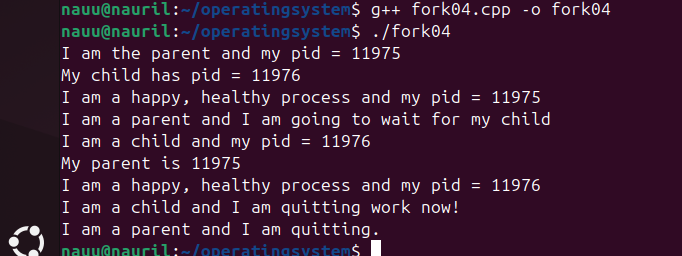 nauu@nauril:~/operatingsystem$ g++ fork04.cpp -o fork04
nauu@nauril:~/operatingsystem$ ./fork04
I am the parent and my pid = 11975
My child has pid = 11976
I am a happy, healthy process and my pid = 11975
I am a parent and I am going to wait for my child
I am a child and my pid = 11976
My parent is 11975
I am a happy, healthy process and my pid = 11976
I am a child and I am quitting work now!
I am a parent and I am quitting.
nauu@nauril:~/operatingsystem$